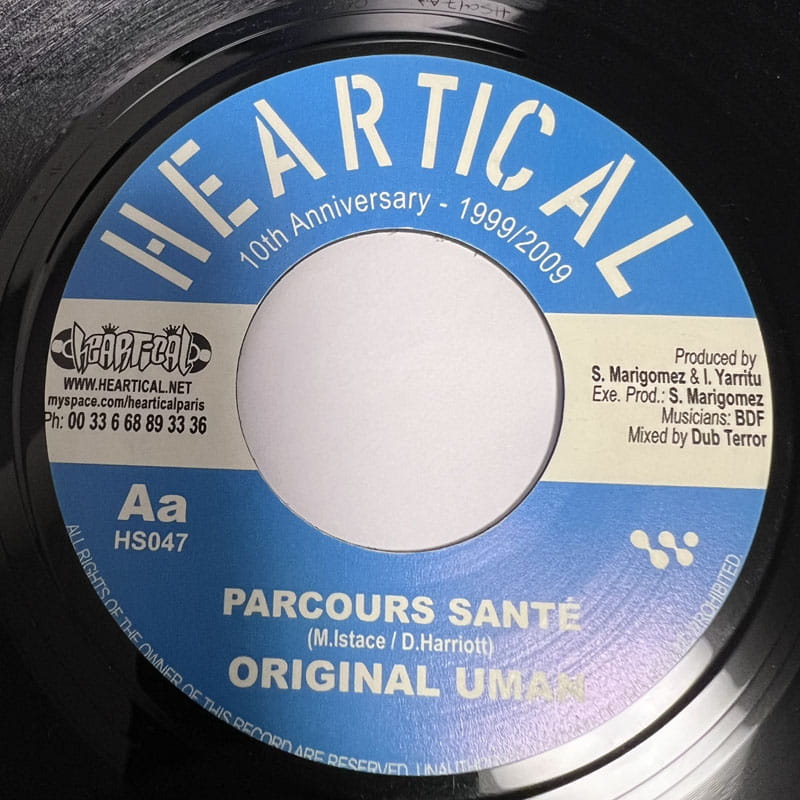 HEARTICAL
10th Anniversary - 1999/2009
HEARTICAL
WWW.HEARTICAL.NET
myspace.com/hearticalparis
Ph: 00 33 6 68 89 33 36
Produced by
S. Marigomez & I. Yarritu
Exe. Prod.: S. Marigomez
Musicians: BDF
Mixed by Dub Terror
Aa
HS047
PARCOURS SANTÉ
(M.Istace / D.Harriott)
ORIGINAL UMAN
ALL RIGHTS OF THE OWNER OF THIS RECORD ARE RESERVED. PROHIBITED.